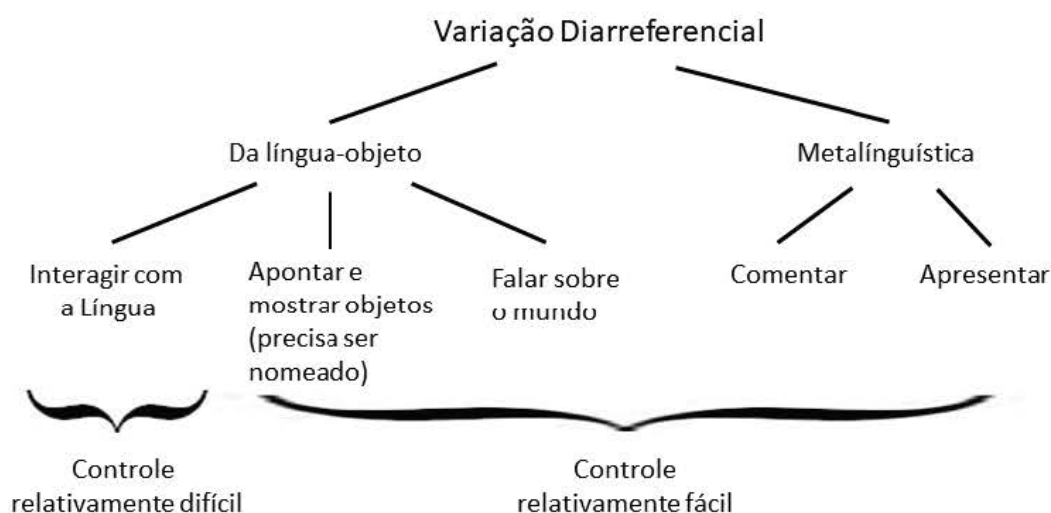 Variação Diarreferencial
Da língua-objeto
Metalínguística
Interagir com
a Língua
Apontar e
mostrar objetos
(precisa ser
nomeado)
Falar sobre
o mundo
Comentar
Apresentar
Controle
relativamente difícil
Controle
relativamente fácil